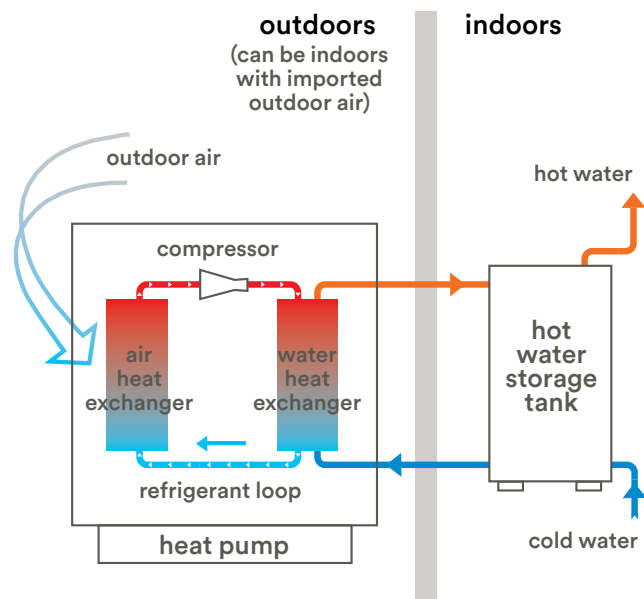 outdoors
(can be indoors
with imported
outdoor air)
indoors
outdoor air
hot water
compressor
air
heat
exchanger
water
heat
exchanger
hot
water
storage
tank
refrigerant loop
cold water
heat pump